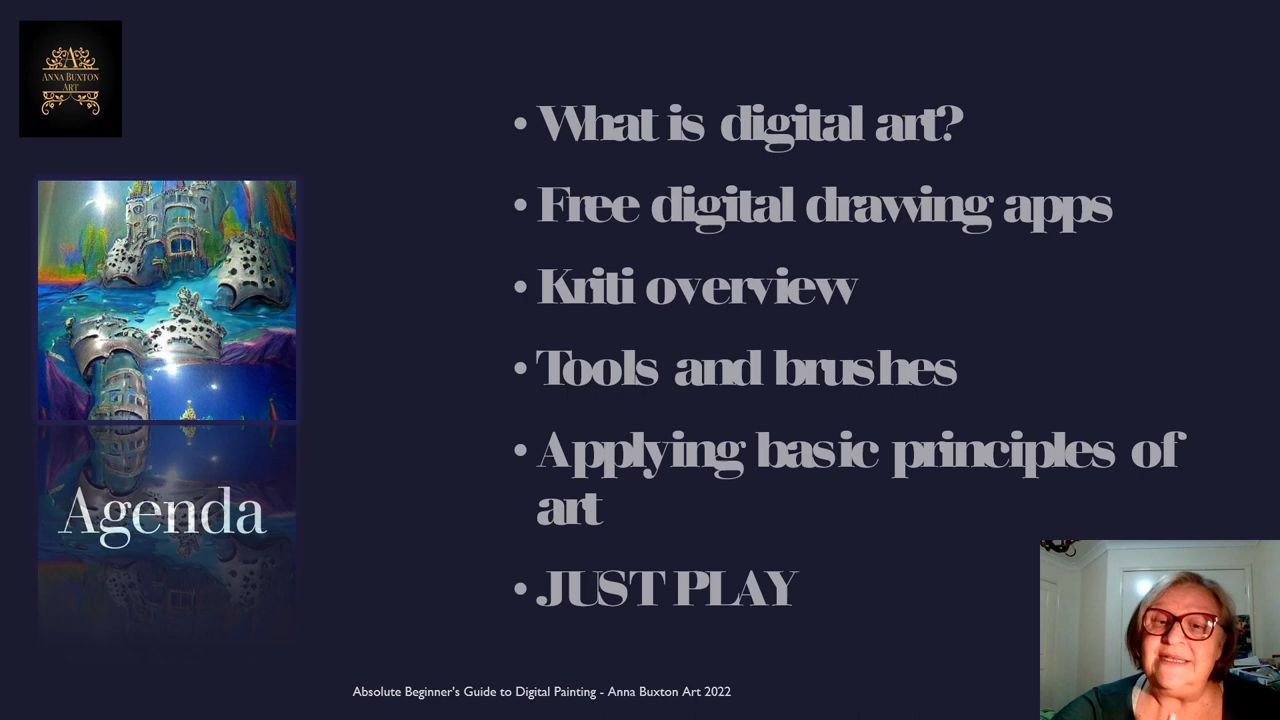 A
ANNA BUXTON
ART
• What is digital art?
• Free digital drawing apps
• Kriti overview
• Tools and brushes
• Applying basic principles of
art
• JUST PLAY
Agenda
Absolute Beginner's Guide to Digital Painting - Anna Buxton Art 2022